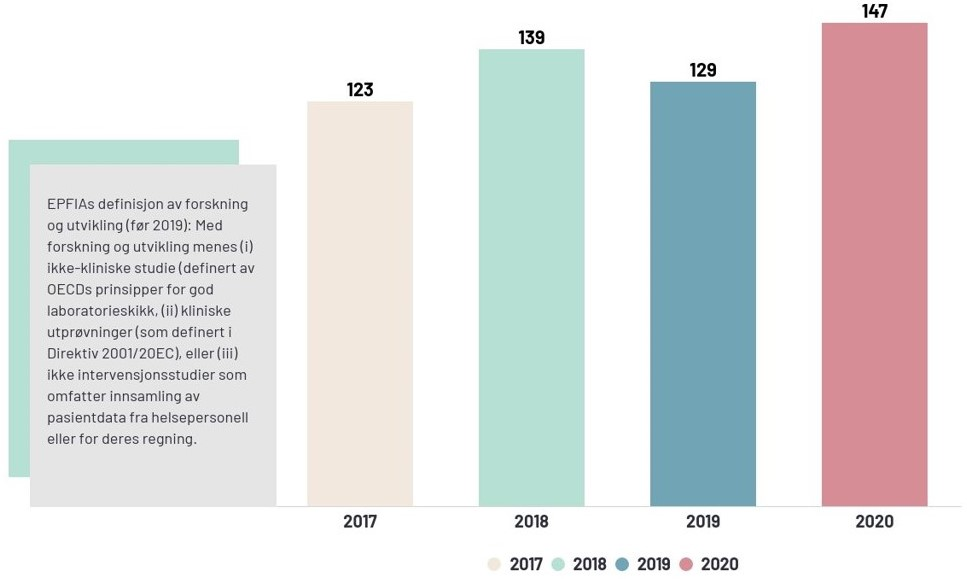 147
139
129
123
EPFIAs definisjon av forskning
og utvikling (før 2019): Med
forskning og utvikling menes (i)
ikke-kliniske studie (definert av
OECDs prinsipper for god
laboratorieskikk, (ii) kliniske
utprøvninger (som definert i
Direktiv 2001/20EC), eller (iii)
ikke intervensjonsstudier som
omfatter innsamling av
pasientdata fra helsepersonell
eller for deres regning.
2017 2018 2019 2020
2017 2018 2019 2020